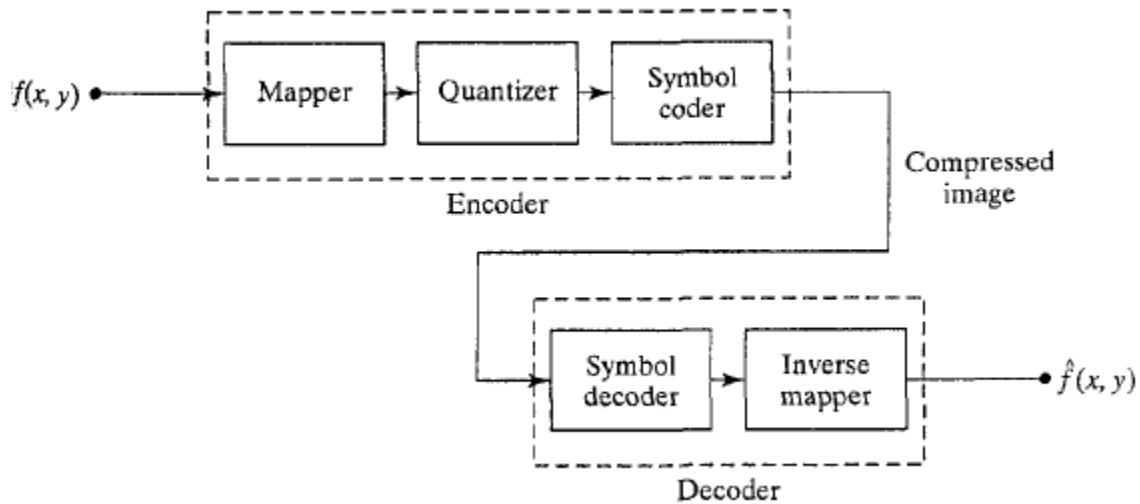 f(x, y)
Mapper
Quantizer
Symbol
coder
Encoder
Compressed
image
Symbol
decoder
Inverse
mapper
f̂(x, y)
Decoder